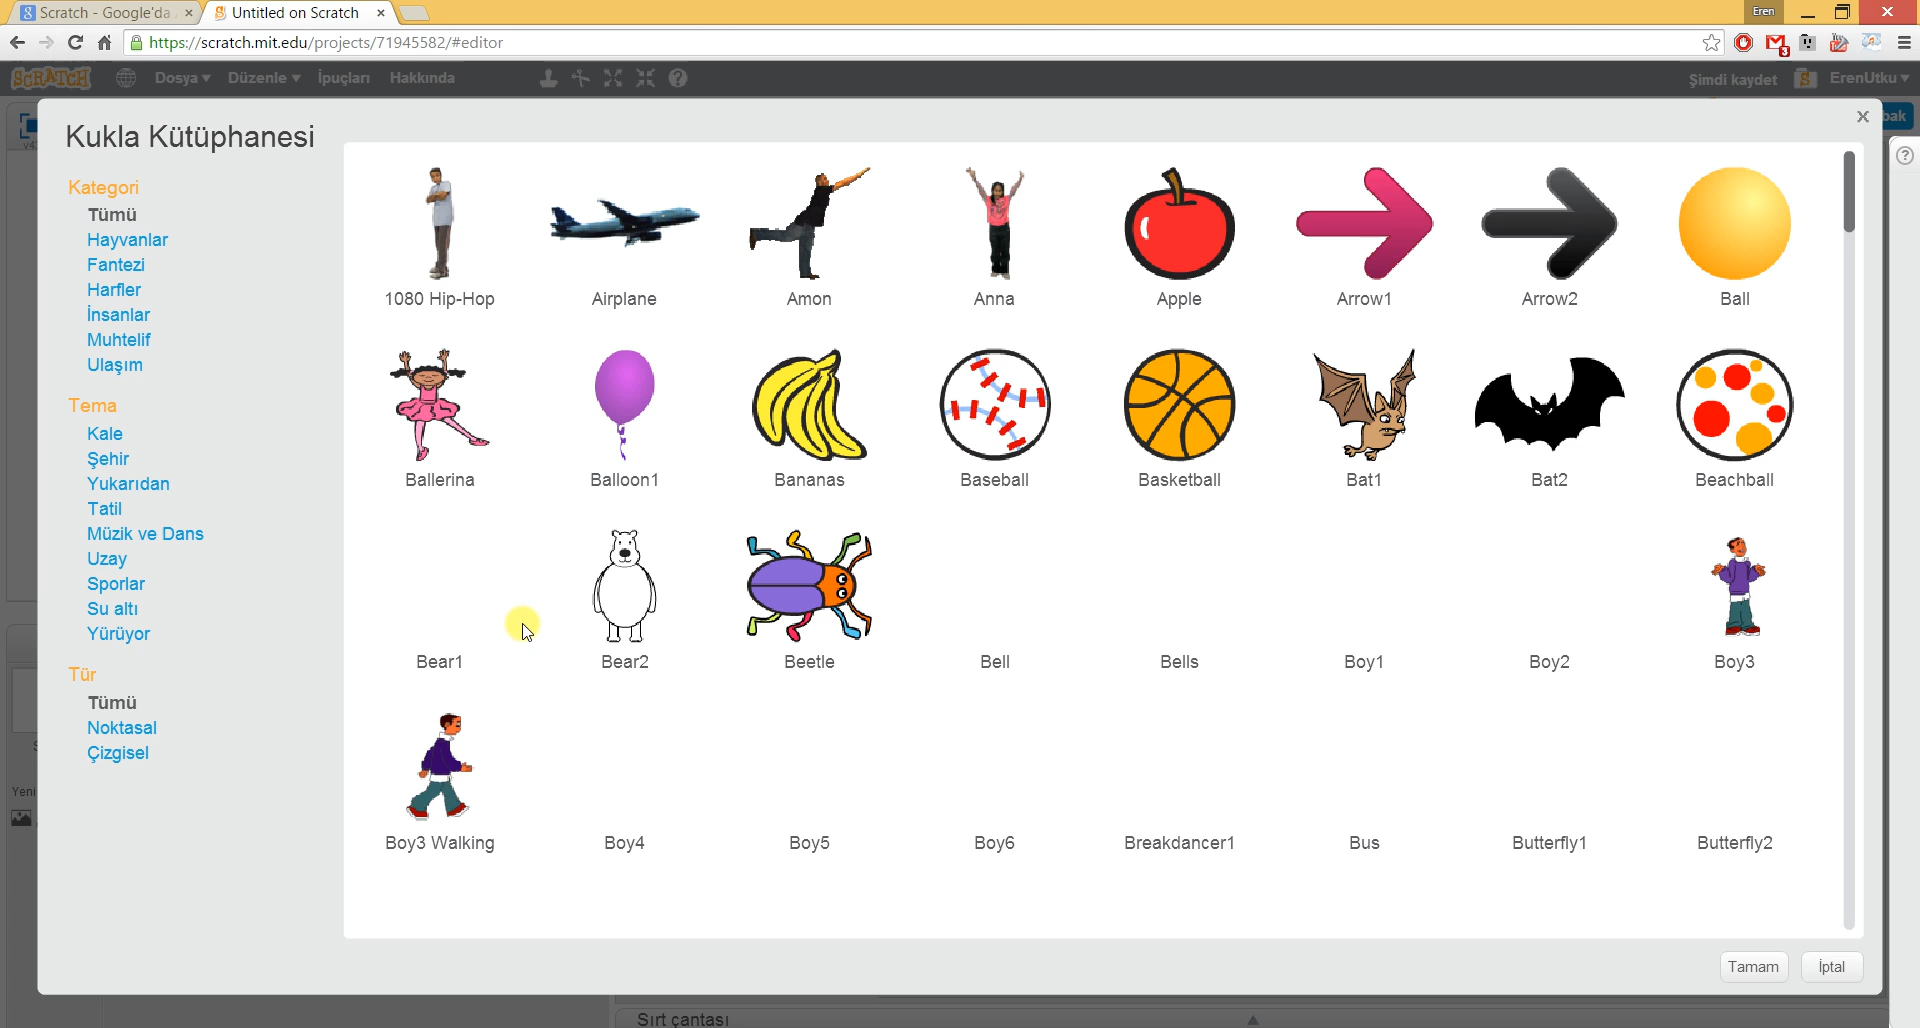 Scratch - Google'da
Untitled on Scratch
Eren
https://scratch.mit.edu/projects/71945582/#editor
3
SCRATCH
Dosya
Düzenle
İpuçları
Hakkında
Şimdi kaydet
ErenUtku
bak
Kukla Kütüphanesi
Kategori
Tümü
Hayvanlar
Fantezi
Harfler
İnsanlar
Muhtelif
Ulaşım
Tema
Kale
Şehir
Yukarıdan
Tatil
Müzik ve Dans
Uzay
Sporlar
Su altı
Yürüyor
Tür
Tümü
Noktasal
Çizgisel
1080 Hip-Hop Airplane Amon Anna Apple Arrow1 Arrow2 Ball
Ballerina Balloon1 Bananas Baseball Basketball Bat1 Bat2 Beachball
Bear1 Bear2 Beetle Bell Bells Boy1 Boy2 Boy3
Boy3 Walking Boy4 Boy5 Boy6 Breakdancer1 Bus Butterfly1 Butterfly2
Yeni
Tamam
İptal
Sırt çantası